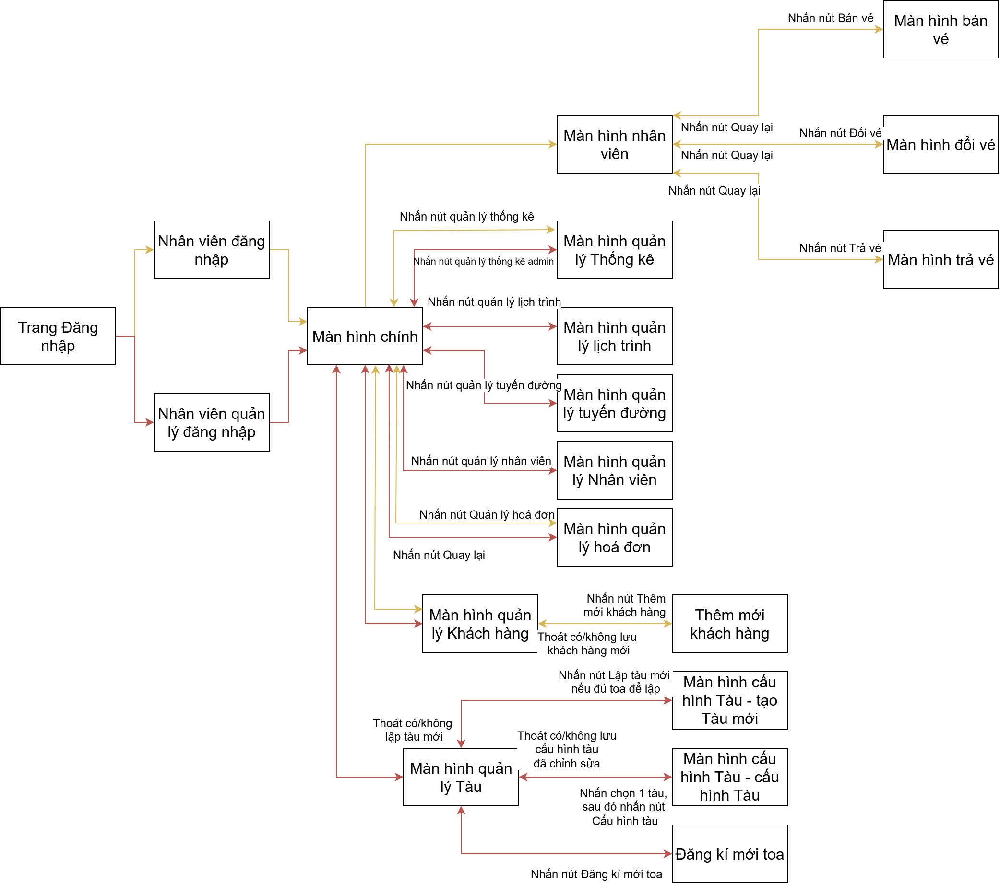 Nhấn nút Bán vé
Màn hình bán
vé
Màn hình nhân
viên
Nhấn nút Quay lại
Nhấn nút Đổi vé
Màn hình đổi vé
Nhấn nút Quay lại
Nhấn nút Quay lại
Nhấn nút Trả vé
Màn hình trả vé
Nhấn nút quản lý thống kê
Nhân viên đăng
nhập
Màn hình quản
lý Thống kê
Nhấn nút quản lý thống kê admin
Nhấn nút quản lý lịch trình
Trang Đăng
nhập
Màn hình chính
Màn hình quản
lý lịch trình
Nhấn nút quản lý tuyến đường
Màn hình quản
lý tuyến đường
Nhân viên quản
lý đăng nhập
Nhấn nút quản lý nhân viên
Màn hình quản
lý Nhân viên
Nhấn nút Quản lý hoá đơn
Màn hình quản
lý hoá đơn
Nhấn nút Quay lại
Màn hình quản
lý Khách hàng
Nhấn nút Thêm
mới khách hàng
Thoát có/không lưu
khách hàng mới
Thêm mới
khách hàng
Nhấn nút Lập tàu mới
nếu đủ toa để lập
Màn hình cấu
hình Tàu - tạo
Tàu mới
Thoát có/không
lập tàu mới
Thoát có/không lưu
cấu hình tàu
đã chỉnh sửa
Màn hình quản
lý Tàu
Màn hình cấu
hình Tàu - cấu
hình Tàu
Nhấn chọn 1 tàu,
sau đó nhấn nút
Cấu hình tàu
Đăng kí mới toa
Nhấn nút Đăng kí mới toa